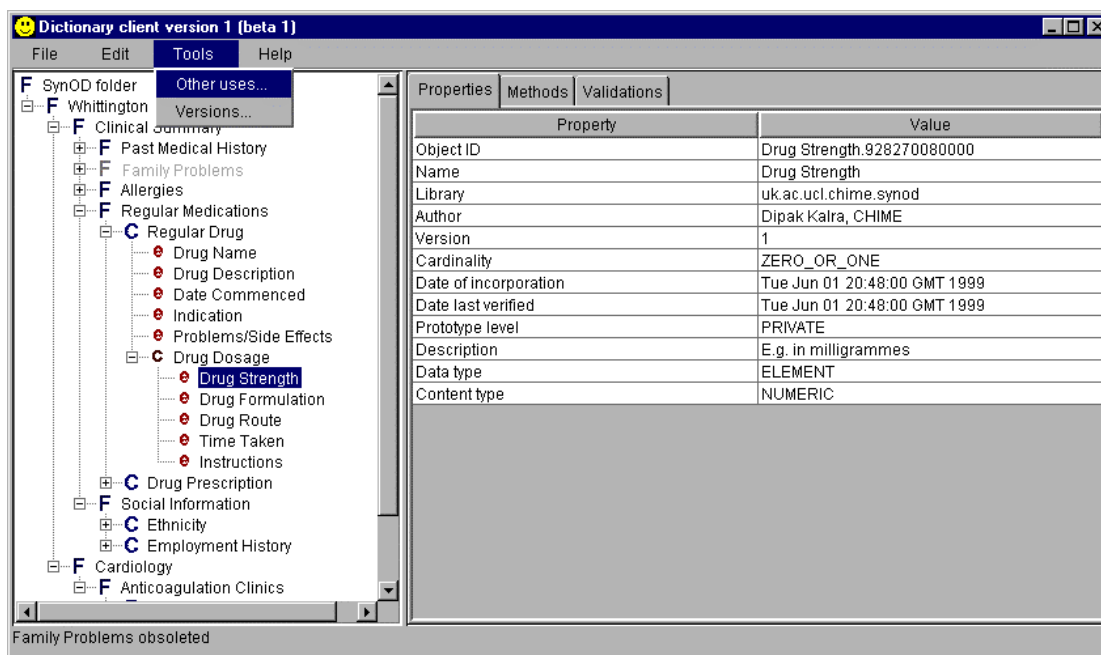 Dictionary client version 1 (beta 1)
File Edit Tools Help
Other uses...
Versions...
F SynOD folder
F Whittington
F Clinical Summary
F Past Medical History
F Family Problems
F Allergies
F Regular Medications
C Regular Drug
e Drug Name
e Drug Description
e Date Commenced
e Indication
e Problems/Side Effects
C Drug Dosage
e Drug Strength
e Drug Formulation
e Drug Route
e Time Taken
e Instructions
C Drug Prescription
F Social Information
C Ethnicity
C Employment History
F Cardiology
F Anticoagulation Clinics
Properties Methods Validations
Property Value
Object ID Drug Strength.928270080000
Name Drug Strength
Library uk.ac.ucl.chime.synod
Author Dipak Kalra, CHIME
Version 1
Cardinality ZERO_OR_ONE
Date of incorporation Tue Jun 01 20:48:00 GMT 1999
Date last verified Tue Jun 01 20:48:00 GMT 1999
Prototype level PRIVATE
Description E.g. in milligrammes
Data type ELEMENT
Content type NUMERIC
Family Problems obsoleted